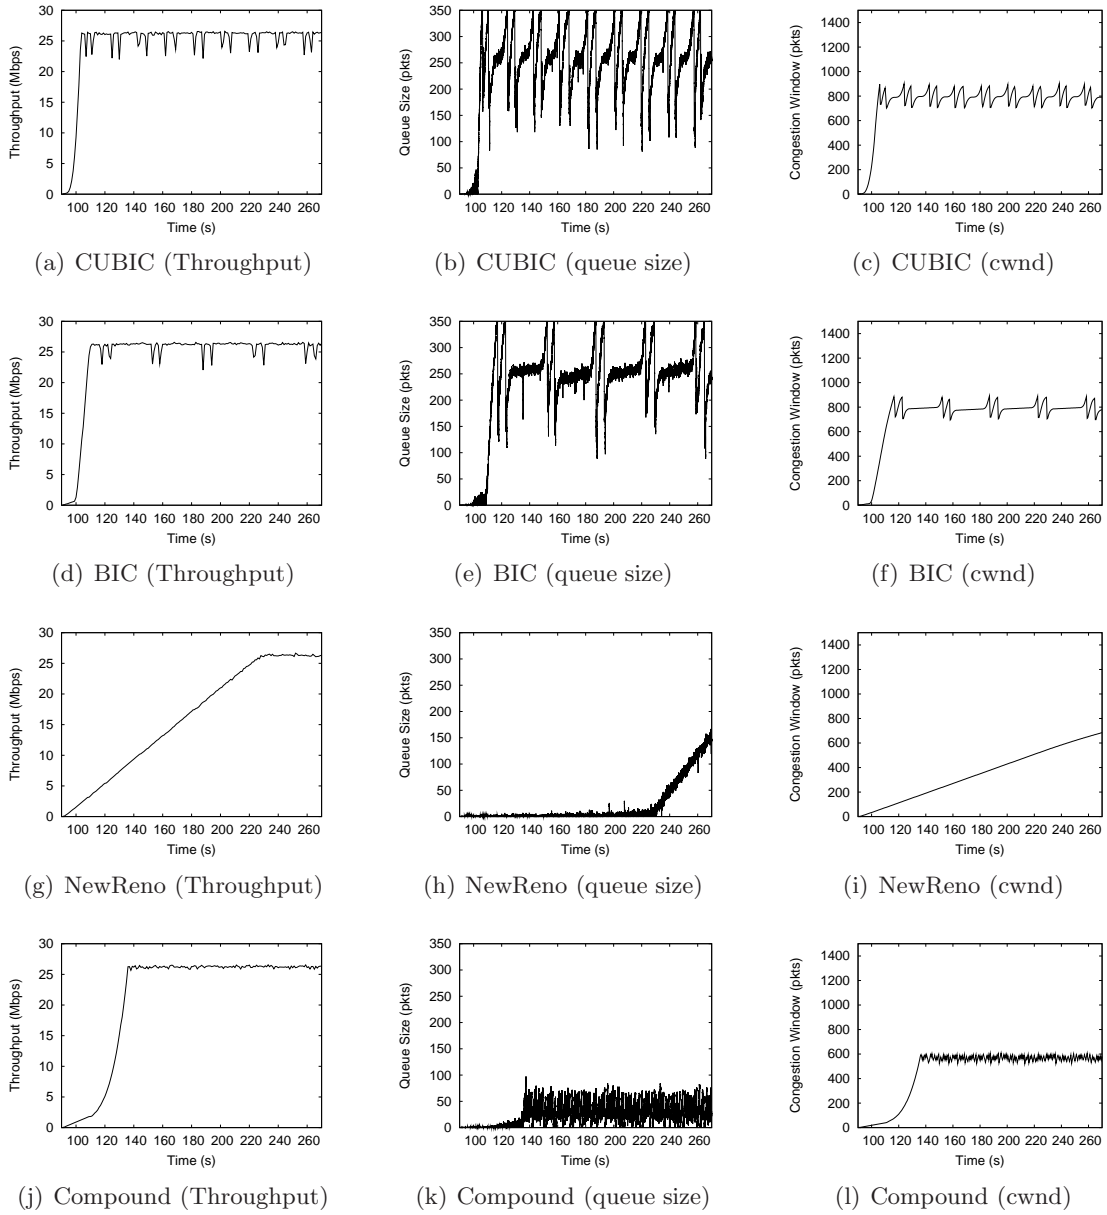 Throughput (Mbps)
30
25
20
15
10
5
0
100 120 140 160 180 200 220 240 260
Time (s)
(a) CUBIC (Throughput)
Queue Size (pkts)
350
300
250
200
150
100
50
0
100 120 140 160 180 200 220 240 260
Time (s)
(b) CUBIC (queue size)
Congestion Window (pkts)
1400
1200
1000
800
600
400
200
0
100 120 140 160 180 200 220 240 260
Time (s)
(c) CUBIC (cwnd)
Throughput (Mbps)
30
25
20
15
10
5
0
100 120 140 160 180 200 220 240 260
Time (s)
(d) BIC (Throughput)
Queue Size (pkts)
350
300
250
200
150
100
50
0
100 120 140 160 180 200 220 240 260
Time (s)
(e) BIC (queue size)
Congestion Window (pkts)
1400
1200
1000
800
600
400
200
0
100 120 140 160 180 200 220 240 260
Time (s)
(f) BIC (cwnd)
Throughput (Mbps)
30
25
20
15
10
5
0
100 120 140 160 180 200 220 240 260
Time (s)
(g) NewReno (Throughput)
Queue Size (pkts)
350
300
250
200
150
100
50
0
100 120 140 160 180 200 220 240 260
Time (s)
(h) NewReno (queue size)
Congestion Window (pkts)
1400
1200
1000
800
600
400
200
0
100 120 140 160 180 200 220 240 260
Time (s)
(i) NewReno (cwnd)
Throughput (Mbps)
30
25
20
15
10
5
0
100 120 140 160 180 200 220 240 260
Time (s)
(j) Compound (Throughput)
Queue Size (pkts)
350
300
250
200
150
100
50
0
100 120 140 160 180 200 220 240 260
Time (s)
(k) Compound (queue size)
Congestion Window (pkts)
1400
1200
1000
800
600
400
200
0
100 120 140 160 180 200 220 240 260
Time (s)
(l) Compound (cwnd)